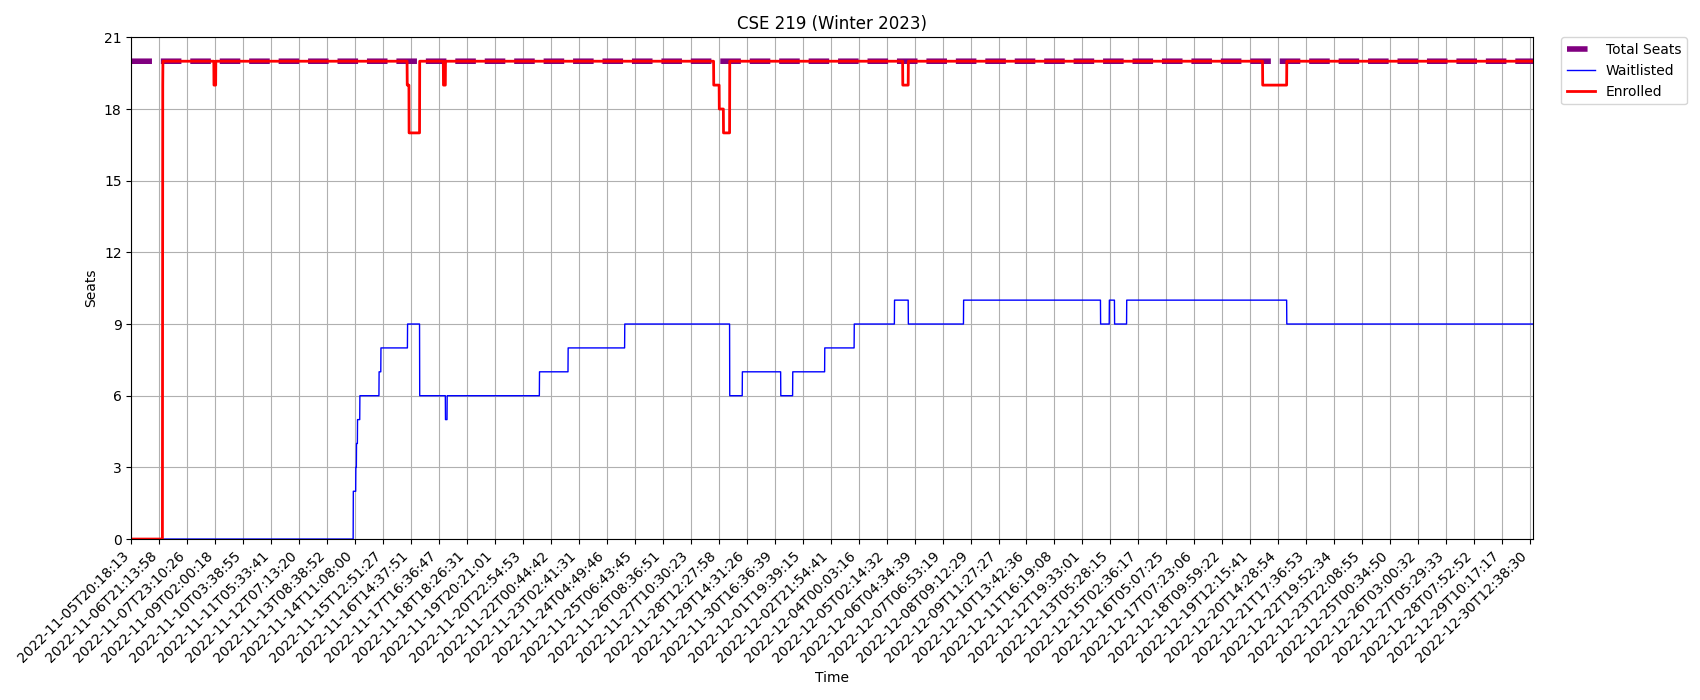 CSE 219 (Winter 2023)
Total Seats
Waitlisted
Enrolled
Seats
21
18
15
12
9
6
3
0
2022-11-05T20:18:13
2022-11-06T21:13:58
2022-11-07T23:10:26
2022-11-09T02:00:18
2022-11-10T03:38:55
2022-11-11T05:33:41
2022-11-12T07:13:20
2022-11-13T08:38:52
2022-11-14T11:08:00
2022-11-15T12:51:27
2022-11-16T14:37:51
2022-11-17T16:36:47
2022-11-18T18:26:31
2022-11-19T20:21:01
2022-11-20T22:54:53
2022-11-22T00:44:42
2022-11-23T02:41:31
2022-11-24T04:49:46
2022-11-25T06:43:45
2022-11-26T08:36:51
2022-11-27T10:30:23
2022-11-28T12:27:58
2022-11-29T14:31:26
2022-11-30T16:36:39
2022-12-01T19:39:15
2022-12-02T21:54:41
2022-12-04T00:03:16
2022-12-05T02:14:32
2022-12-06T04:34:39
2022-12-07T06:53:19
2022-12-08T09:12:29
2022-12-09T11:27:27
2022-12-10T13:42:36
2022-12-11T16:19:08
2022-12-12T19:33:01
2022-12-13T05:28:15
2022-12-15T02:36:17
2022-12-16T05:07:25
2022-12-17T07:23:06
2022-12-18T09:59:22
2022-12-19T12:15:41
2022-12-20T14:28:54
2022-12-21T17:36:53
2022-12-22T19:52:34
2022-12-23T22:08:55
2022-12-25T00:34:50
2022-12-26T03:00:32
2022-12-27T05:29:33
2022-12-28T07:52:52
2022-12-29T10:17:17
2022-12-30T12:38:30
Time